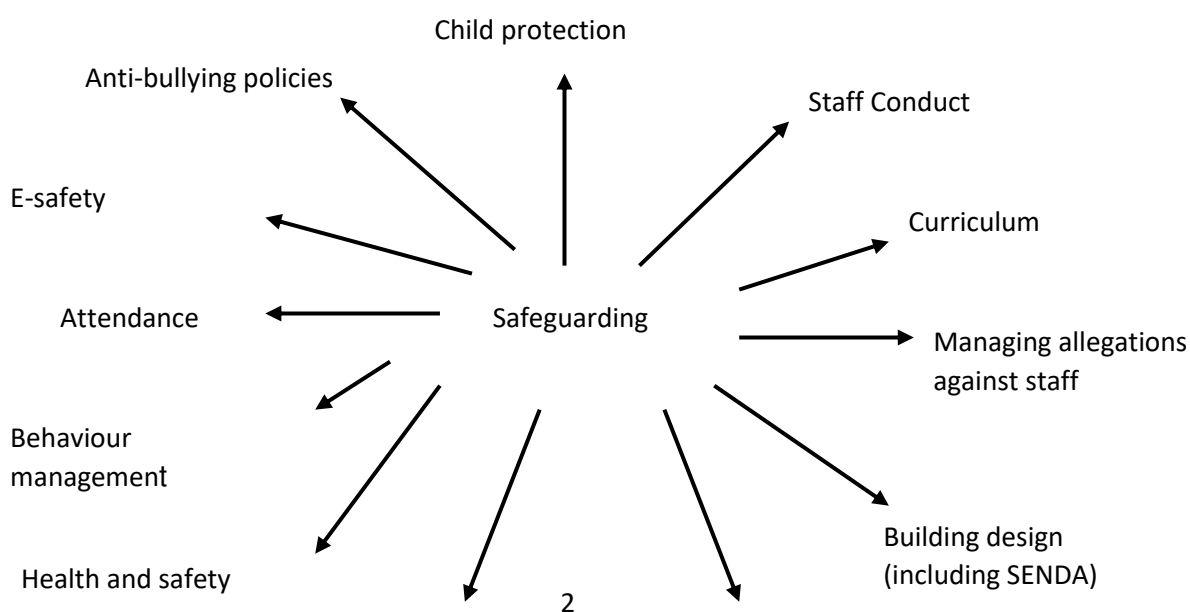 Child protection
Anti-bullying policies
Staff Conduct
E-safety
Curriculum
Attendance
Safeguarding
Managing allegations
against staff
Behaviour
management
Building design
(including SENDA)
Health and safety
2